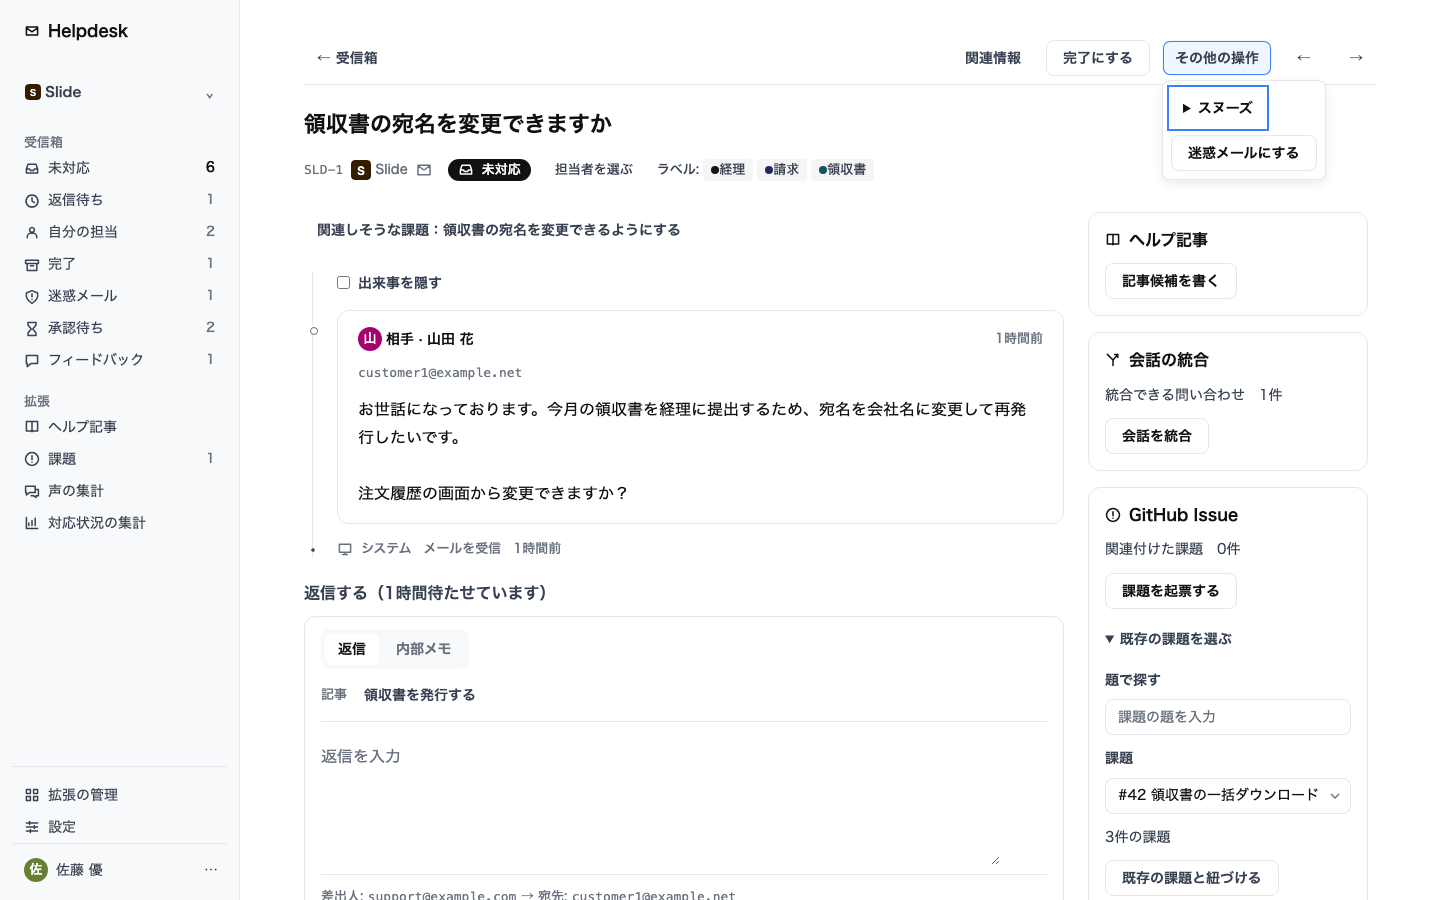 Helpdesk
S Slide
受信箱
未対応 6
返信待ち 1
自分の担当 2
完了 1
迷惑メール 1
承認待ち 2
フィードバック 1
拡張
ヘルプ記事
課題 1
声の集計
対応状況の集計
拡張の管理
設定
佐 佐藤 優 …
← 受信箱
関連情報 完了にする その他の操作 ← →
▶ スヌーズ
迷惑メールにする
領収書の宛名を変更できますか
SLD-1 S Slide 未対応 担当者を選ぶ ラベル: 経理 請求 領収書
関連しそうな課題：領収書の宛名を変更できるようにする
出来事を隠す
山 相手 · 山田 花 1時間前
customer1@example.net
お世話になっております。今月の領収書を経理に提出するため、宛名を会社名に変更して再発
行したいです。
注文履歴の画面から変更できますか？
システム メールを受信 1時間前
返信する（1時間待たせています）
返信 内部メモ
記事 領収書を発行する
返信を入力
差出人: support@example.com → 宛先: customer1@example.net
ヘルプ記事
記事候補を書く
会話の統合
統合できる問い合わせ 1件
会話を統合
GitHub Issue
関連付けた課題 0件
課題を起票する
▼ 既存の課題を選ぶ
題で探す
課題の題を入力
課題
#42 領収書の一括ダウンロード
3件の課題
既存の課題と紐づける